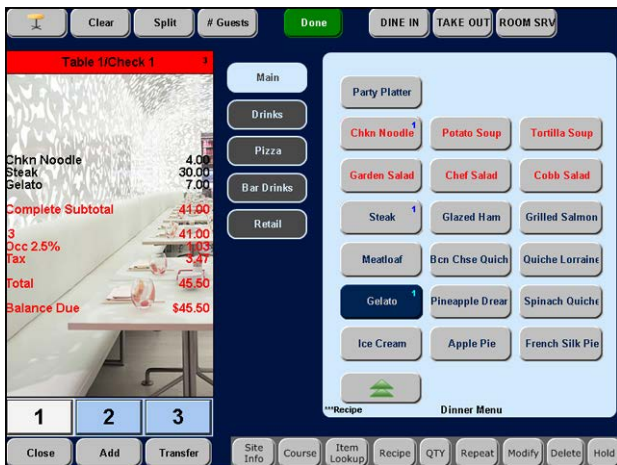 Clear
Split
# Guests
Done
DINE IN
TAKE OUT
ROOM SRV
Table 1/Check 1
3
Chkn Noodle 4.00
Steak 30.00
Gelato 7.00
Complete Subtotal 41.00
3 41.00
Occ 2.5% 1.03
Tax 3.47
Total 45.50
Balance Due $45.50
1
2
3
Close
Add
Transfer
Main
Drinks
Pizza
Bar Drinks
Retail
Party Platter
Chkn Noodle 1
Potato Soup
Tortilla Soup
Garden Salad
Chef Salad
Cobb Salad
Steak 1
Glazed Ham
Grilled Salmon
Meatloaf
Bcn Chse Quich
Quiche Lorraine
Gelato 1
Pineapple Drear
Spinach Quiche
Ice Cream
Apple Pie
French Silk Pie
***Recipe
Dinner Menu
Site
Info
Course
Item
Lookup
Recipe
QTY
Repeat
Modify
Delete
Hold